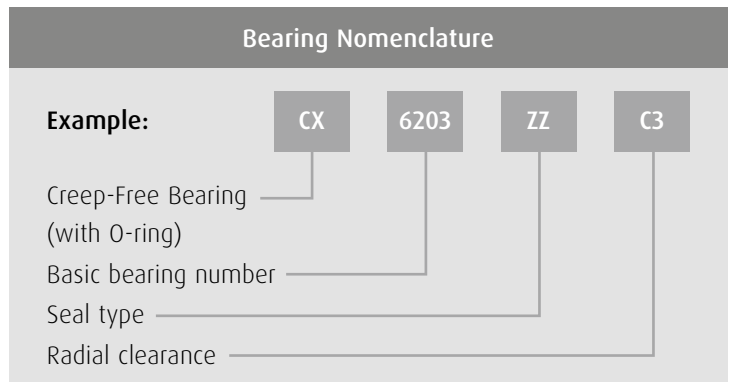 Bearing Nomenclature
Example: CX 6203 ZZ C3
Creep-Free Bearing
(with O-ring)
Basic bearing number
Seal type
Radial clearance